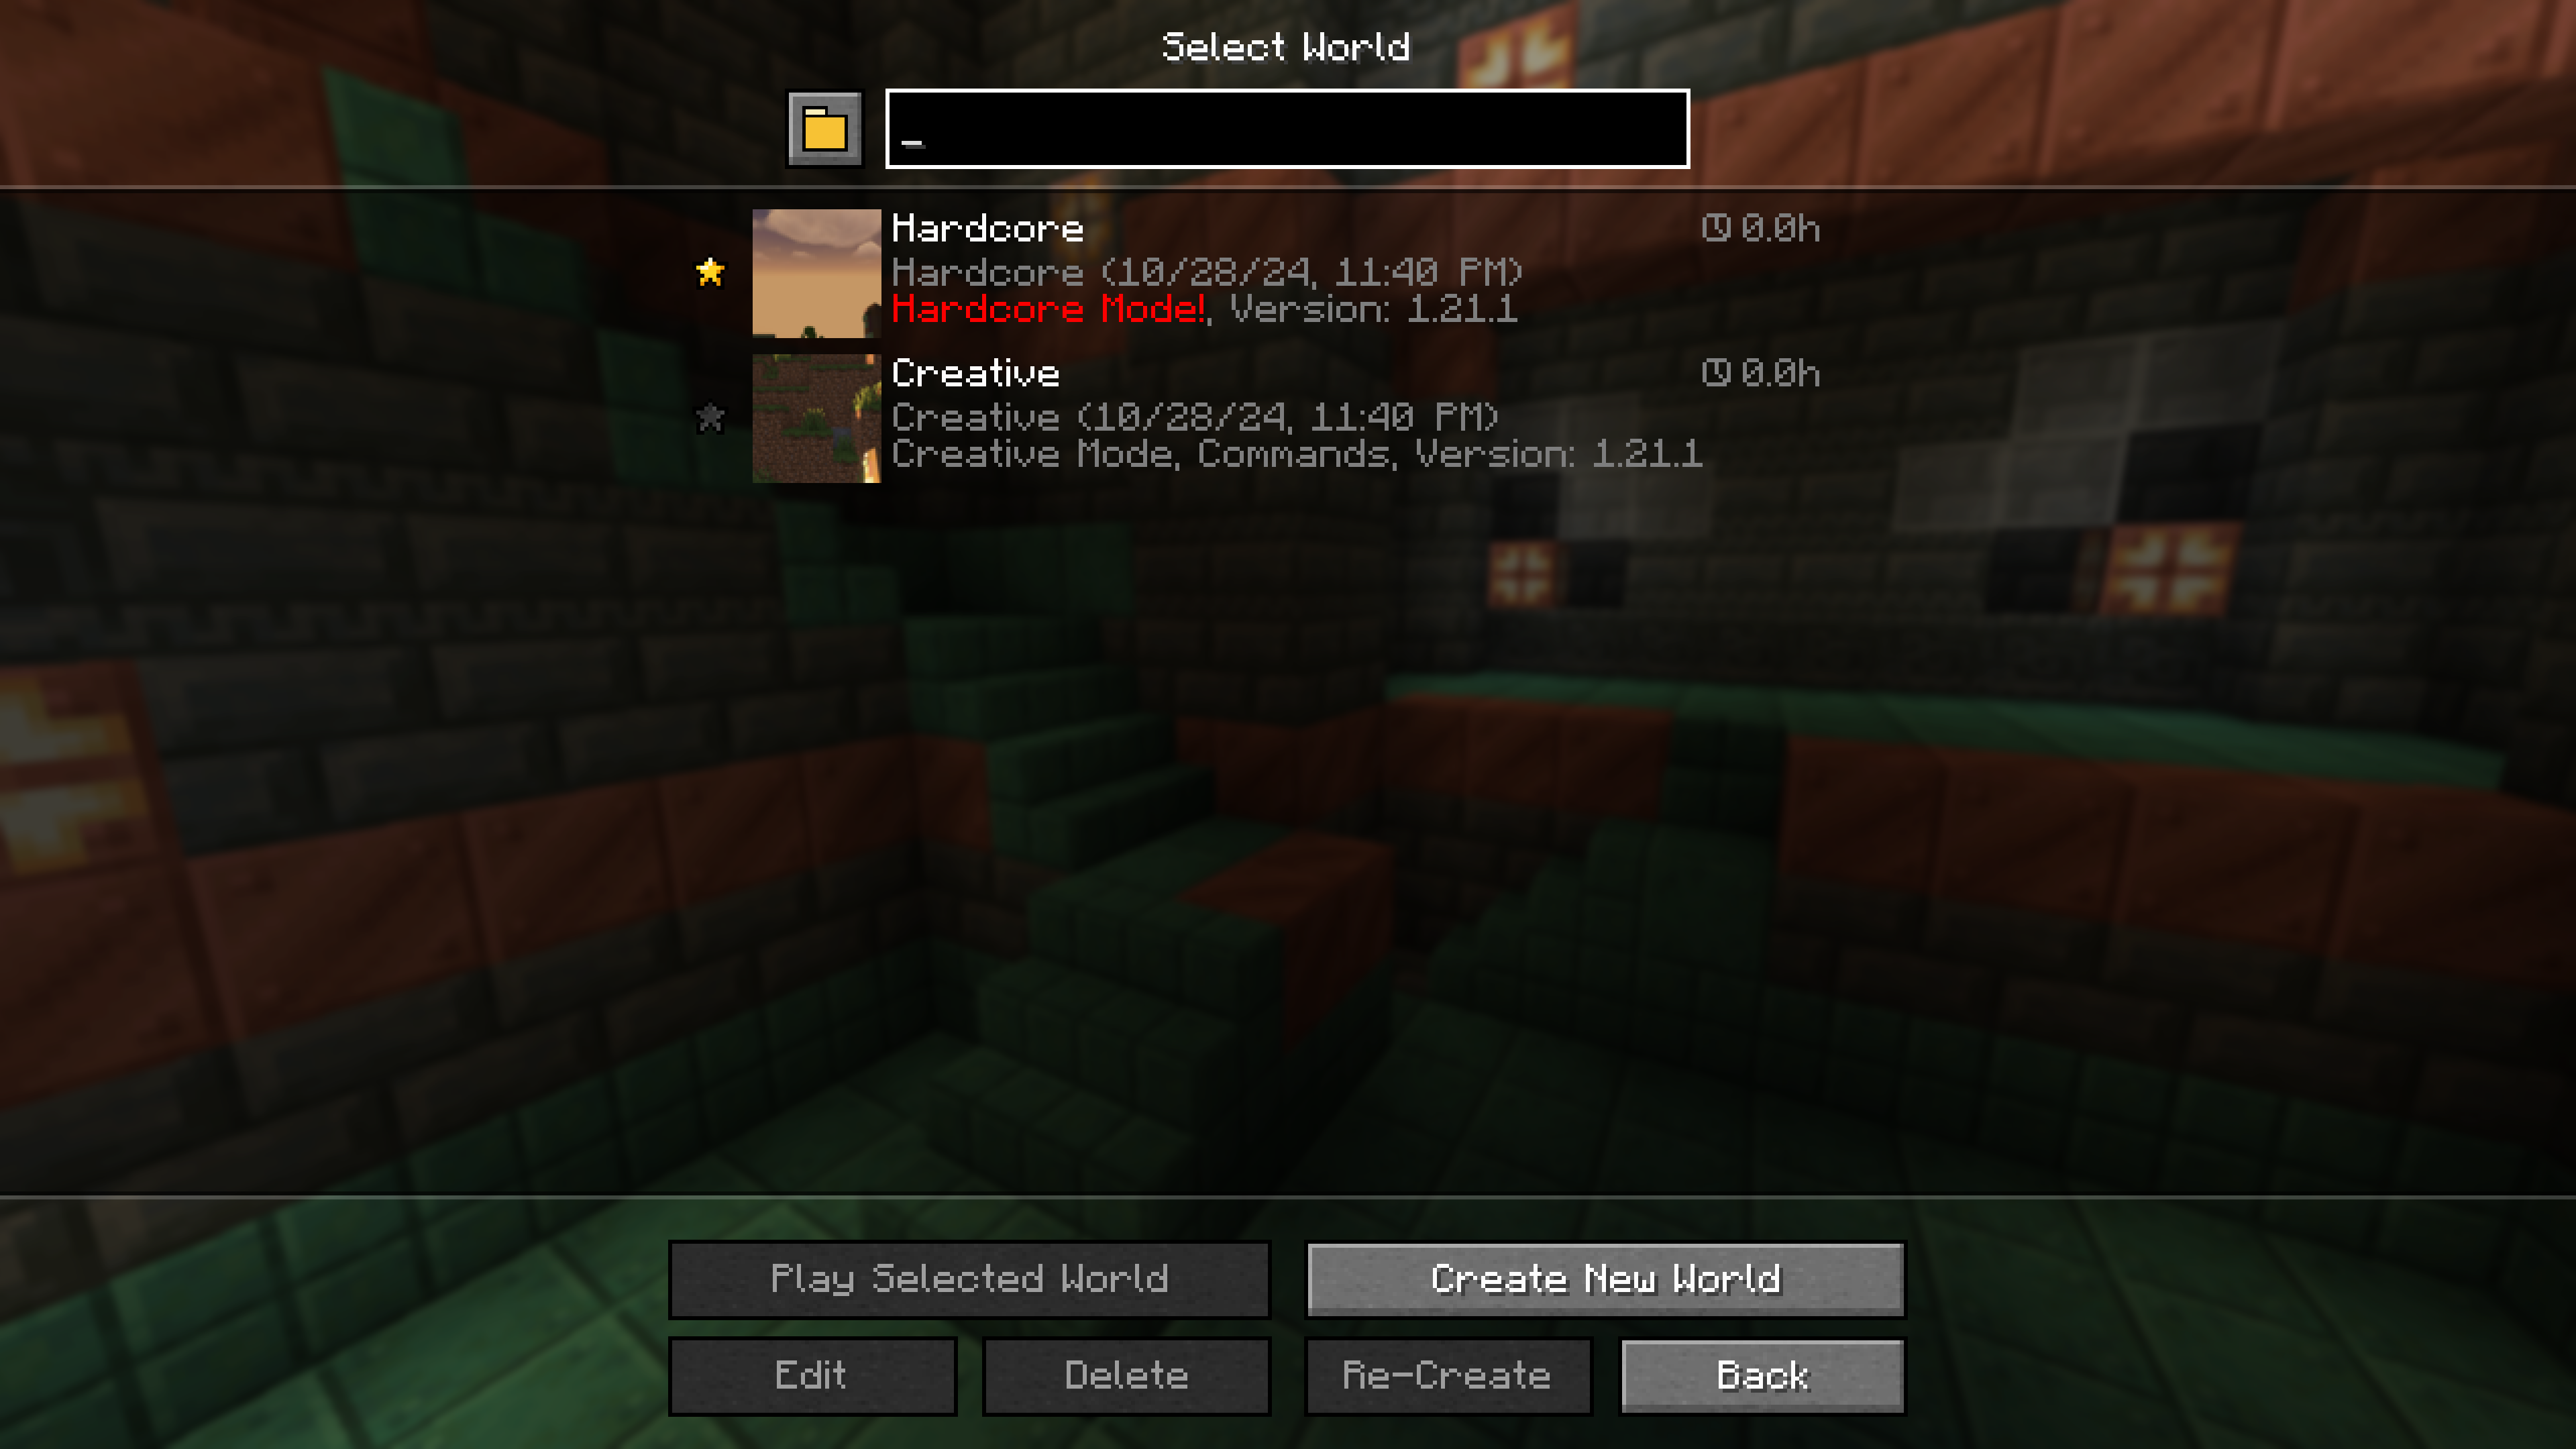 Select World
_
Hardcore 0.0h
Hardcore (10/28/24, 11:40 PM)
Hardcore Mode!, Version: 1.21.1
Creative 0.0h
Creative (10/28/24, 11:40 PM)
Creative Mode, Commands, Version: 1.21.1
Play Selected World
Create New World
Edit
Delete
Re-Create
Back